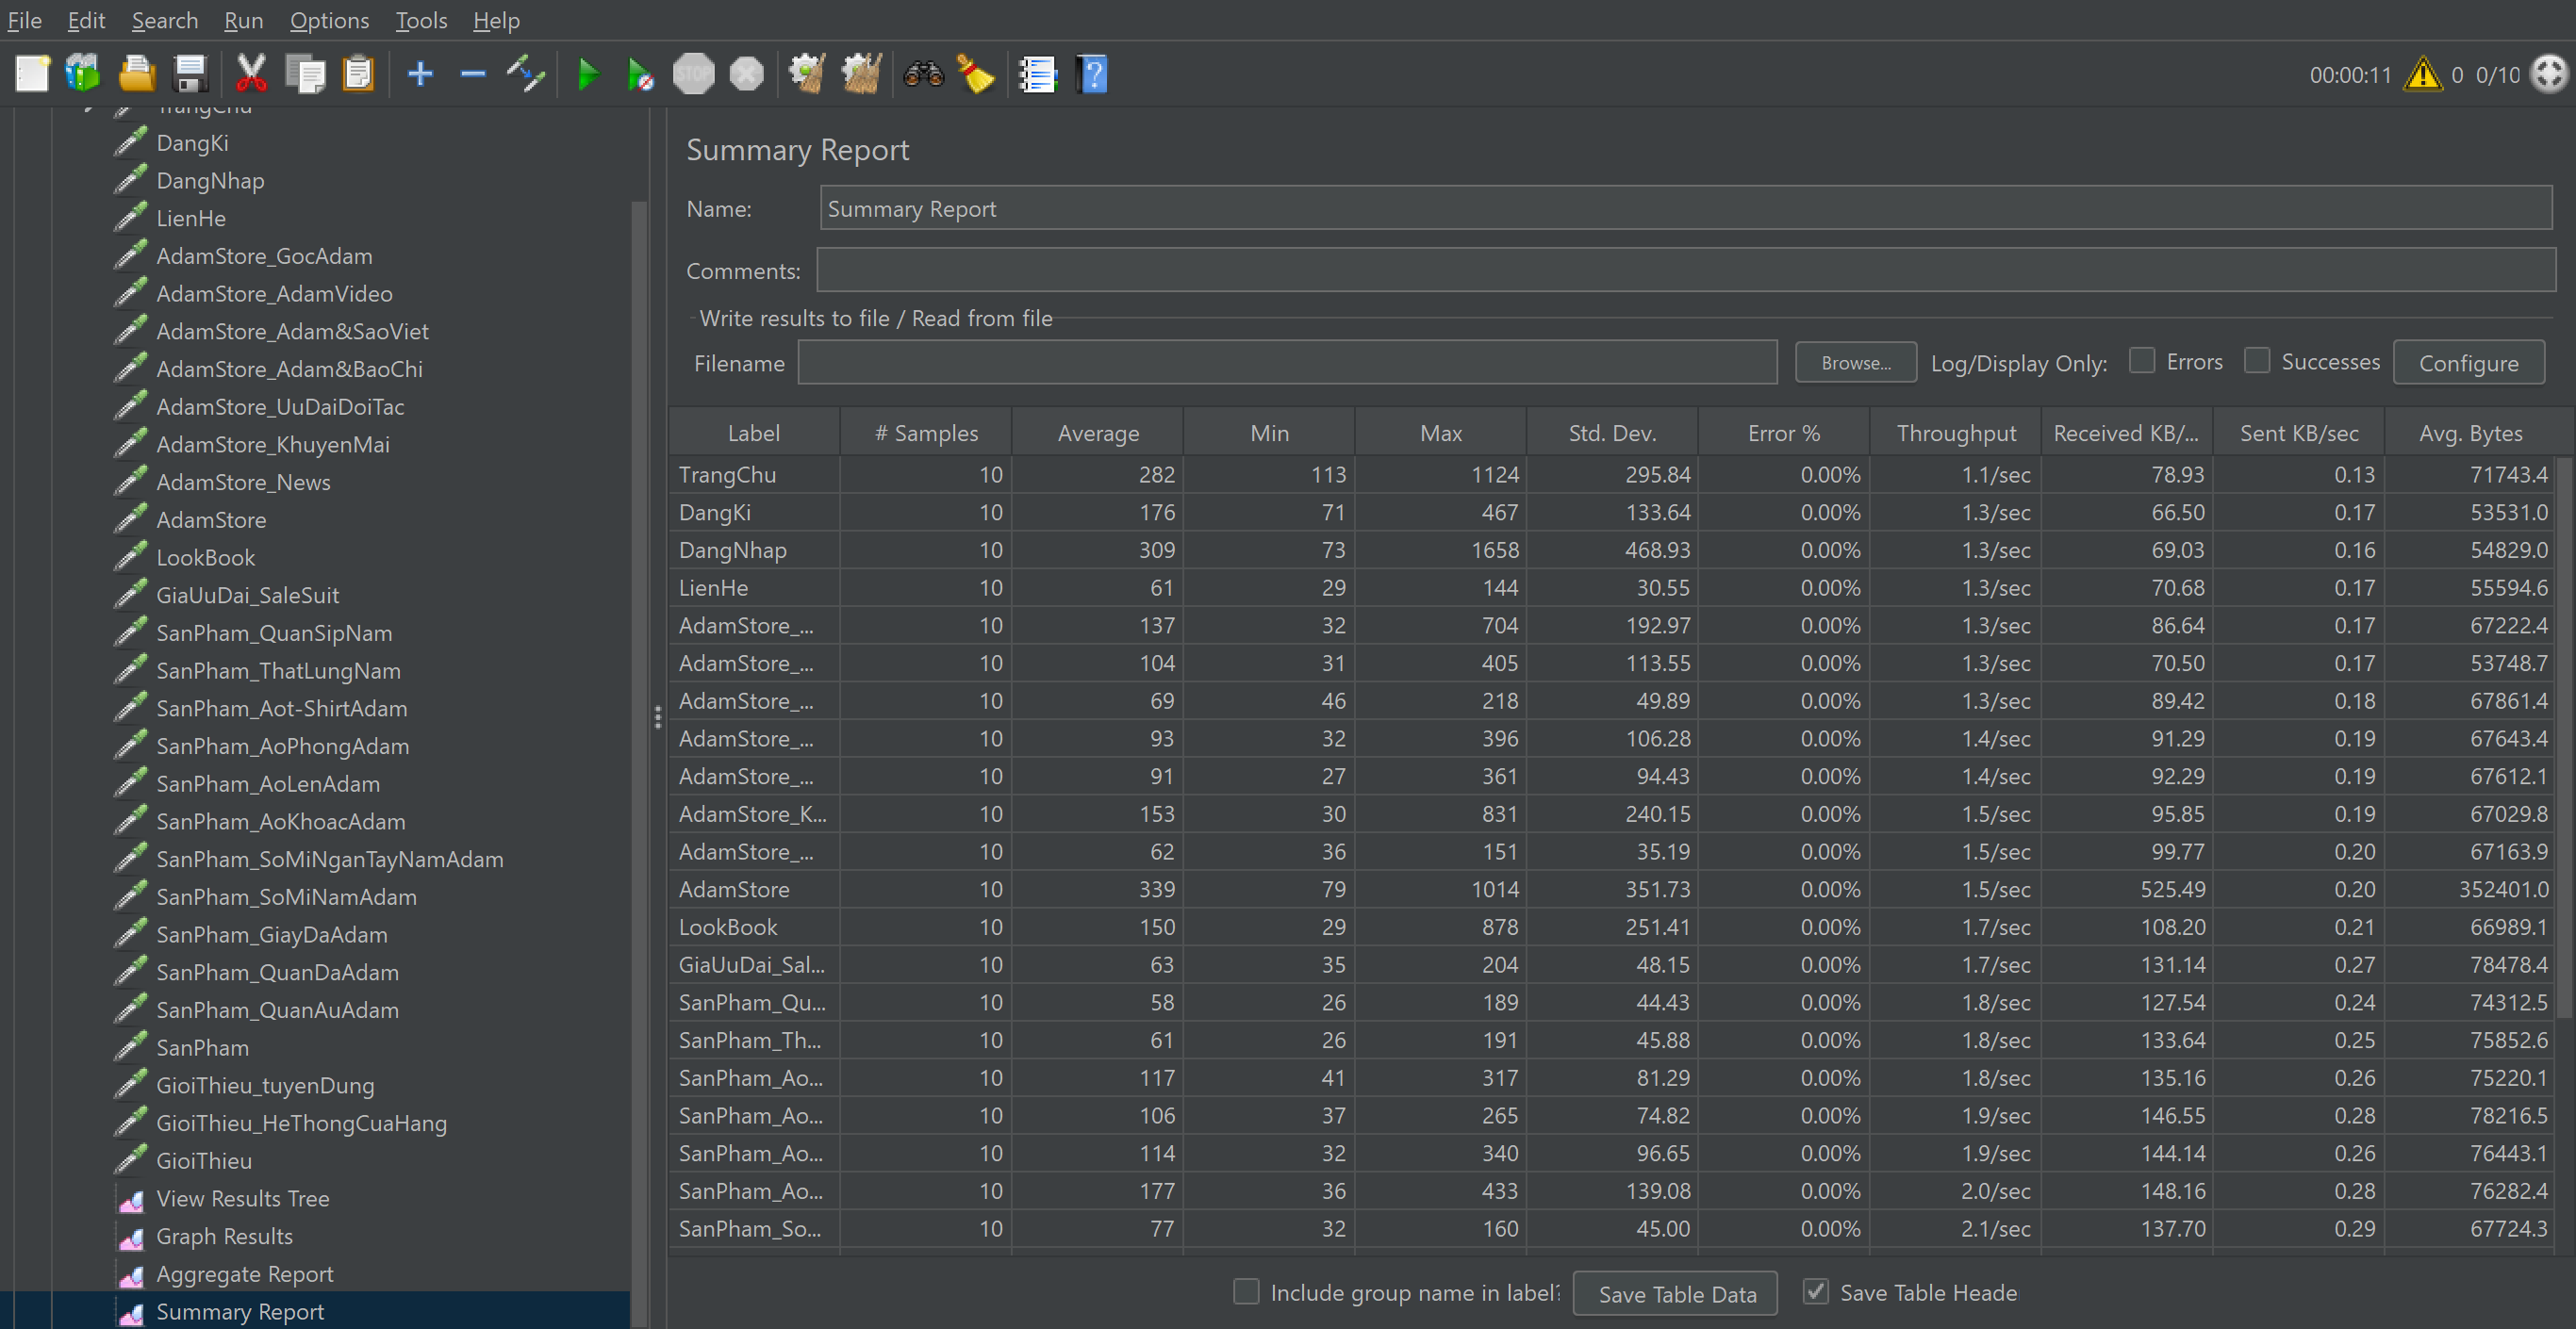 File Edit Search Run Options Tools Help
STOP
00:00:11 0 0/10
TrangChu
DangKi
DangNhap
LienHe
AdamStore_GocAdam
AdamStore_AdamVideo
AdamStore_Adam&SaoViet
AdamStore_Adam&BaoChi
AdamStore_UuDaiDoiTac
AdamStore_KhuyenMai
AdamStore_News
AdamStore
LookBook
GiaUuDai_SaleSuit
SanPham_QuanSipNam
SanPham_ThatLungNam
SanPham_Aot-ShirtAdam
SanPham_AoPhongAdam
SanPham_AoLenAdam
SanPham_AoKhoacAdam
SanPham_SoMiNganTayNamAdam
SanPham_SoMiNamAdam
SanPham_GiayDaAdam
SanPham_QuanDaAdam
SanPham_QuanAuAdam
SanPham
GioiThieu_tuyenDung
GioiThieu_HeThongCuaHang
GioiThieu
View Results Tree
Graph Results
Aggregate Report
Summary Report
Summary Report
Name: Summary Report
Comments:
Write results to file / Read from file
Filename Browse... Log/Display Only: Errors Successes Configure
Label # Samples Average Min Max Std. Dev. Error % Throughput Received KB/... Sent KB/sec Avg. Bytes
TrangChu 10 282 113 1124 295.84 0.00% 1.1/sec 78.93 0.13 71743.4
DangKi 10 176 71 467 133.64 0.00% 1.3/sec 66.50 0.17 53531.0
DangNhap 10 309 73 1658 468.93 0.00% 1.3/sec 69.03 0.16 54829.0
LienHe 10 61 29 144 30.55 0.00% 1.3/sec 70.68 0.17 55594.6
AdamStore_... 10 137 32 704 192.97 0.00% 1.3/sec 86.64 0.17 67222.4
AdamStore_... 10 104 31 405 113.55 0.00% 1.3/sec 70.50 0.17 53748.7
AdamStore_... 10 69 46 218 49.89 0.00% 1.3/sec 89.42 0.18 67861.4
AdamStore_... 10 93 32 396 106.28 0.00% 1.4/sec 91.29 0.19 67643.4
AdamStore_... 10 91 27 361 94.43 0.00% 1.4/sec 92.29 0.19 67612.1
AdamStore_K... 10 153 30 831 240.15 0.00% 1.5/sec 95.85 0.19 67029.8
AdamStore_... 10 62 36 151 35.19 0.00% 1.5/sec 99.77 0.20 67163.9
AdamStore 10 339 79 1014 351.73 0.00% 1.5/sec 525.49 0.20 352401.0
LookBook 10 150 29 878 251.41 0.00% 1.7/sec 108.20 0.21 66989.1
GiaUuDai_Sal... 10 63 35 204 48.15 0.00% 1.7/sec 131.14 0.27 78478.4
SanPham_Qu... 10 58 26 189 44.43 0.00% 1.8/sec 127.54 0.24 74312.5
SanPham_Th... 10 61 26 191 45.88 0.00% 1.8/sec 133.64 0.25 75852.6
SanPham_Ao... 10 117 41 317 81.29 0.00% 1.8/sec 135.16 0.26 75220.1
SanPham_Ao... 10 106 37 265 74.82 0.00% 1.9/sec 146.55 0.28 78216.5
SanPham_Ao... 10 114 32 340 96.65 0.00% 1.9/sec 144.14 0.26 76443.1
SanPham_Ao... 10 177 36 433 139.08 0.00% 2.0/sec 148.16 0.28 76282.4
SanPham_So... 10 77 32 160 45.00 0.00% 2.1/sec 137.70 0.29 67724.3
Include group name in label? Save Table Data Save Table Heade